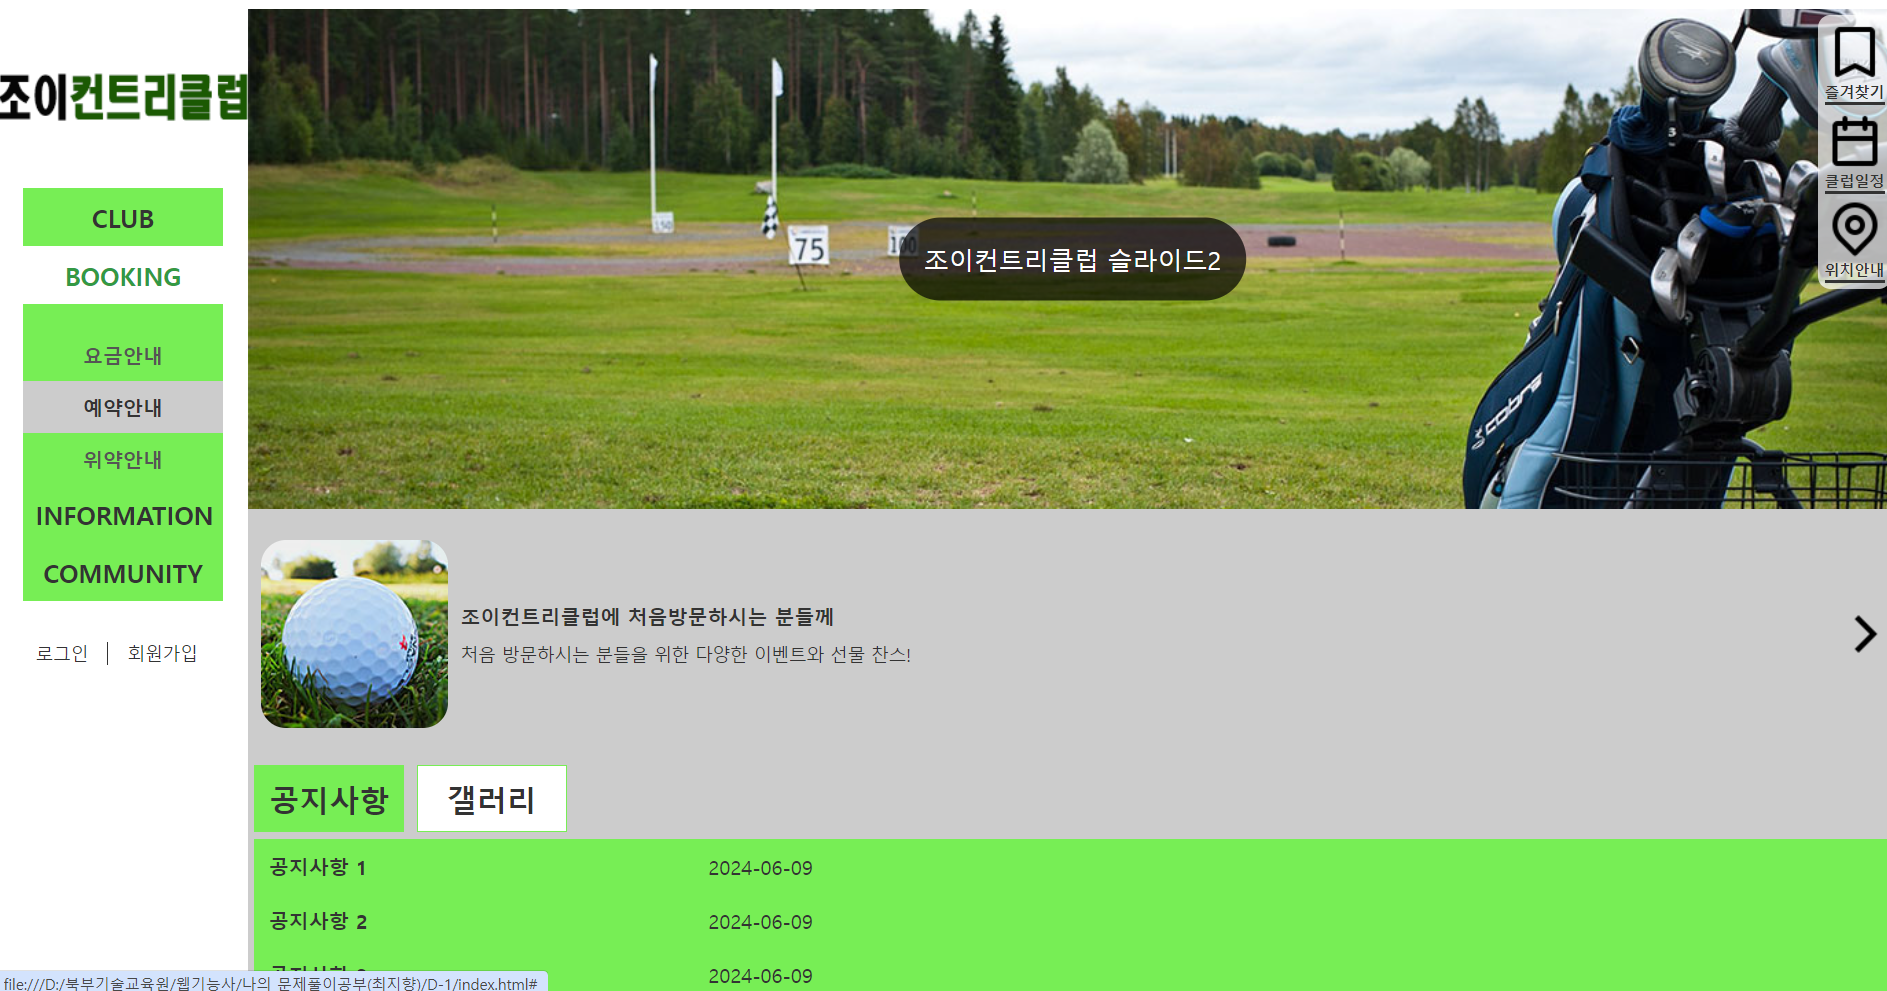 조이컨트리클럽
CLUB
BOOKING
요금안내
예약안내
위약안내
INFORMATION
COMMUNITY
로그인
회원가입
150
75
100
조이컨트리클럽 슬라이드2
cobra
즐겨찾기
클럽일정
위치안내
조이컨트리클럽에 처음방문하시는 분들께
처음 방문하시는 분들을 위한 다양한 이벤트와 선물 찬스!
공지사항
갤러리
공지사항 1 2024-06-09
공지사항 2 2024-06-09
2024-06-09
file:///D:/북부기술교육원/웹기능사/나의 문제풀이공부(최지향)/D-1/index.html#